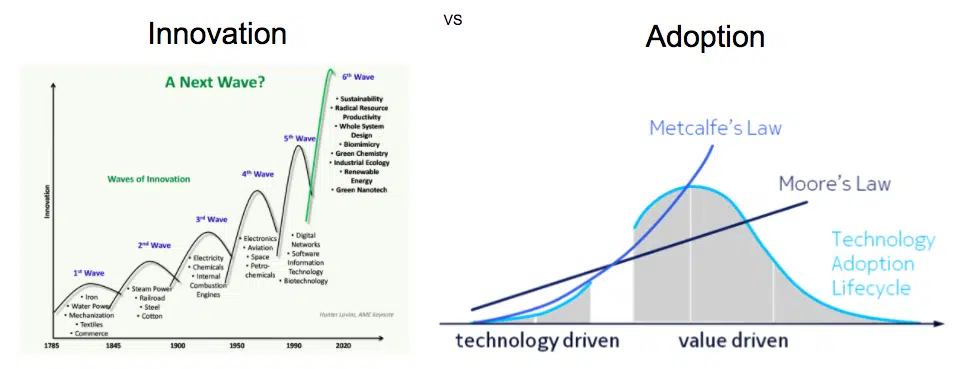 Innovation
vs
Adoption
A Next Wave?
Waves of Innovation
Innovation
1st Wave
• Iron
• Water Power
• Mechanization
• Textiles
• Commerce
2nd Wave
• Steam Power
• Railroad
• Steel
• Cotton
3rd Wave
• Electricity
• Chemicals
• Internal
Combustion
Engines
4th Wave
• Electronics
• Aviation
• Space
• Petro-
chemicals
5th Wave
• Digital
Networks
• Software
Information
Technology
• Biotechnology
6th Wave
• Sustainability
• Radical Resource
Productivity
• Whole System
Design
• Biomimicry
• Green Chemistry
• Industrial Ecology
• Renewable
Energy
• Green Nanotech
Hunter Lovins, AME Keynote
1785 1845 1900 1950 1990 2020
Metcalfe's Law
Moore's Law
Technology
Adoption
Lifecycle
technology driven value driven